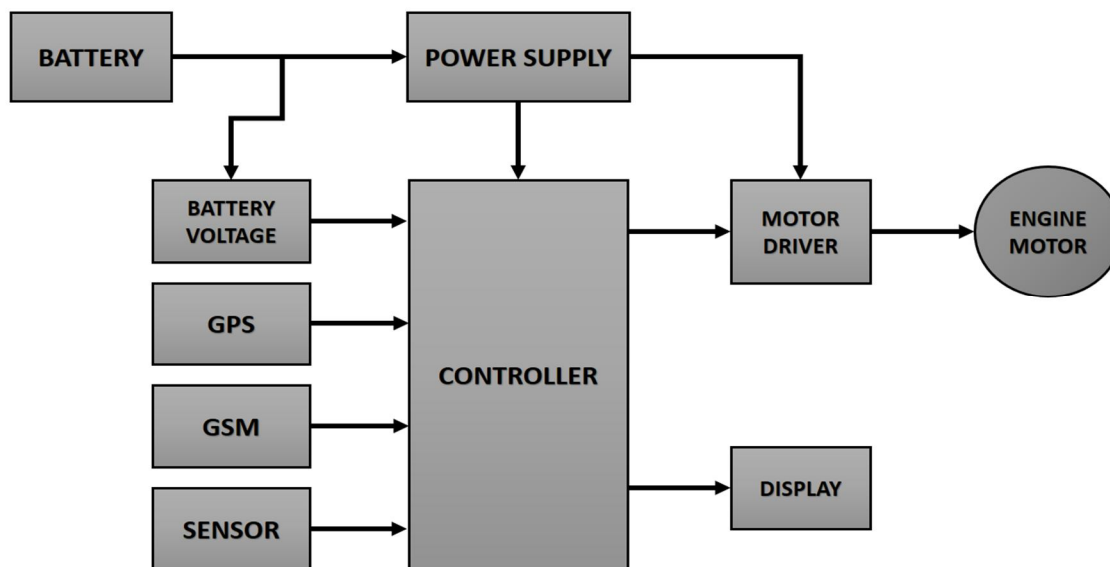 BATTERY
POWER SUPPLY
BATTERY
VOLTAGE
MOTOR
DRIVER
ENGINE
MOTOR
GPS
CONTROLLER
GSM
DISPLAY
SENSOR